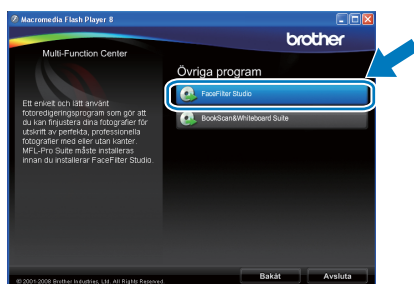 Macromedia Flash Player 8
brother
Multi-Function Center
Övriga program
FaceFilter Studio
BookScan&Whiteboard Suite
Ett enkelt och lätt använt
fotoredigeringsprogram som gör att
du kan finjustera dina fotografier för
utskrift av perfekta, professionella
fotografier med eller utan kanter.
MFL-Pro Suite måste installeras
innan du installerar FaceFilter Studio.
Bakåt
Avsluta
© 2001-2008 Brother Industries, Ltd. All Rights Reserved.